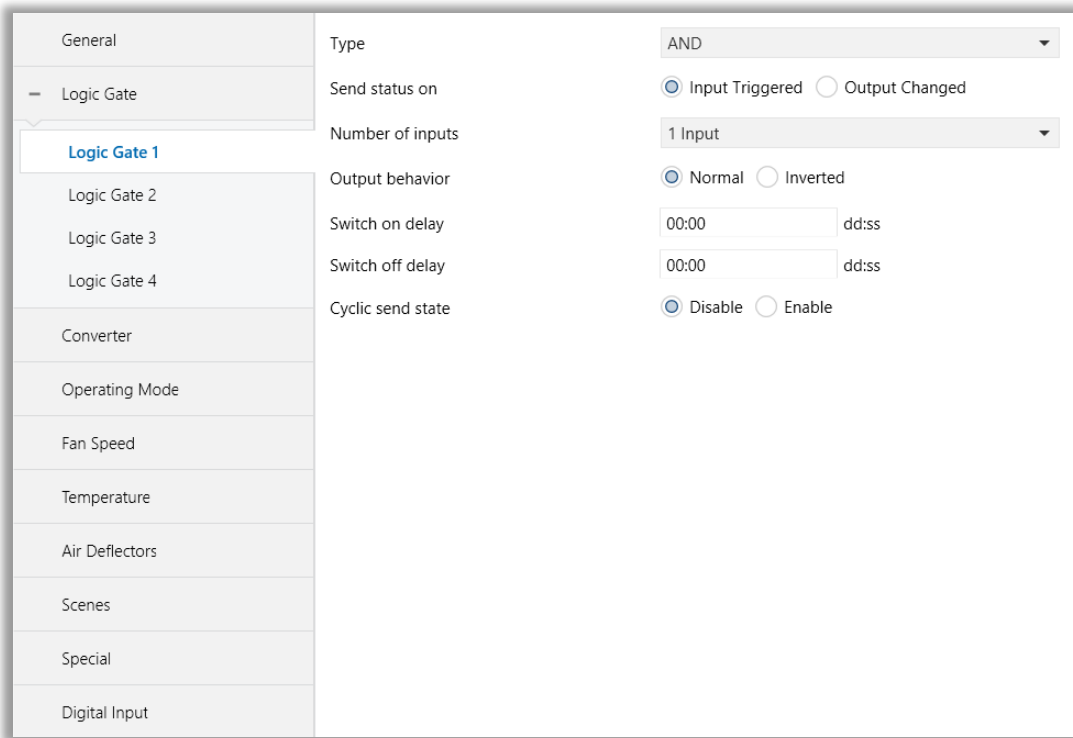 General
Logic Gate
Logic Gate 1
Logic Gate 2
Logic Gate 3
Logic Gate 4
Converter
Operating Mode
Fan Speed
Temperature
Air Deflectors
Scenes
Special
Digital Input
Type AND
Send status on Input Triggered Output Changed
Number of inputs 1 Input
Output behavior Normal Inverted
Switch on delay 00:00 dd:ss
Switch off delay 00:00 dd:ss
Cyclic send state Disable Enable